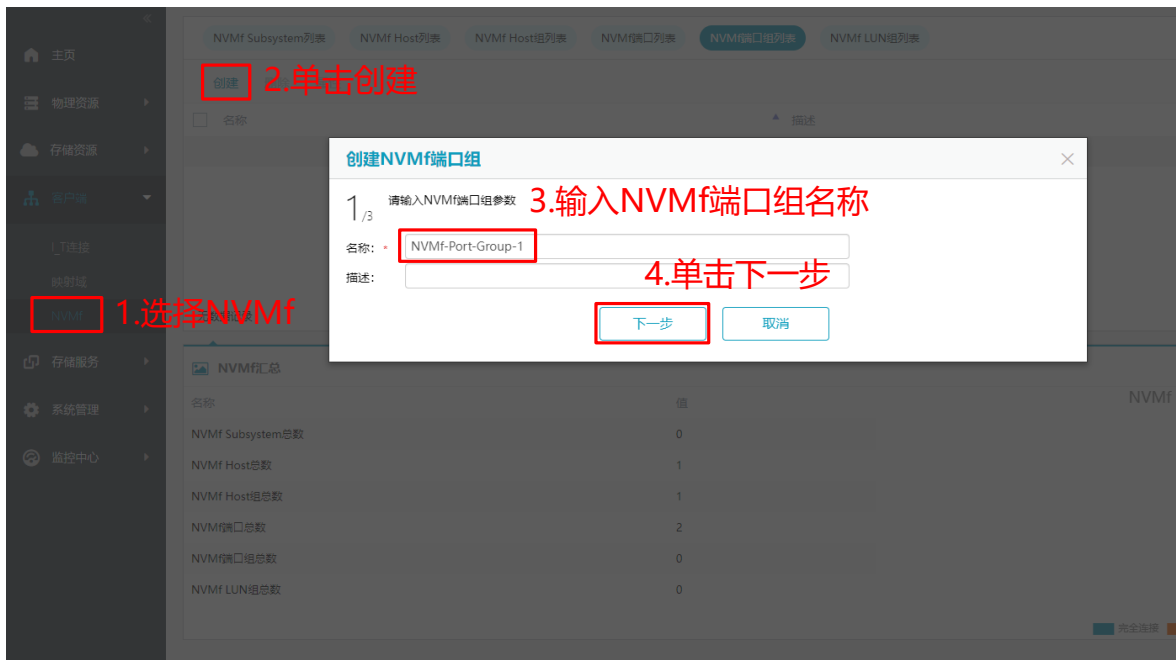 «
主页
物理资源
存储资源
客户端
I_T连接
映射域
NVMf
存储服务
系统管理
监控中心
NVMf Subsystem列表 NVMf Host列表 NVMf Host组列表 NVMf端口列表 NVMf端口组列表 NVMf LUN组列表
创建
2.单击创建
名称 描述
创建NVMf端口组
1/3 请输入NVMf端口组参数
3.输入NVMf端口组名称
名称: * NVMf-Port-Group-1
描述:
4.单击下一步
下一步 取消
1.选择NVMf
NVMf汇总
名称 值
NVMf Subsystem总数 0
NVMf Host总数 1
NVMf Host组总数 1
NVMf端口总数 2
NVMf端口组总数 0
NVMf LUN组总数 0
NVMf
完全连接